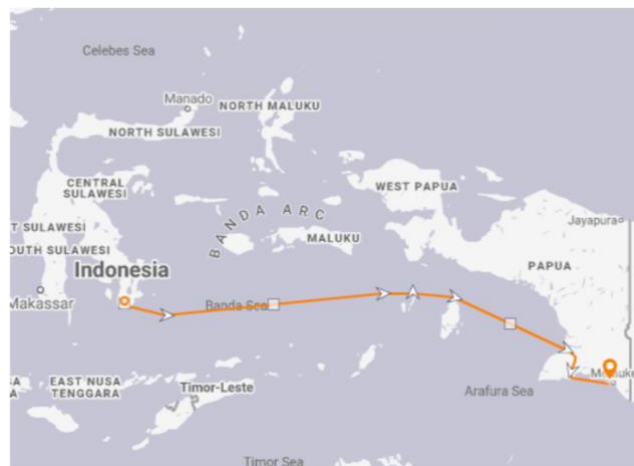 Celebes Sea
Manado
NORTH MALUKU
NORTH SULAWESI
CENTRAL
SULAWESI
WEST PAPUA
BANDA ARC
T SULAWESI
MALUKU
Jayapura
OUTH SULAWESI
Indonesia
PAPUA
Makassar
Banda Sea
EAST NUSA
TENGGARA
Timor-Leste
Arafura Sea
Timor Sea